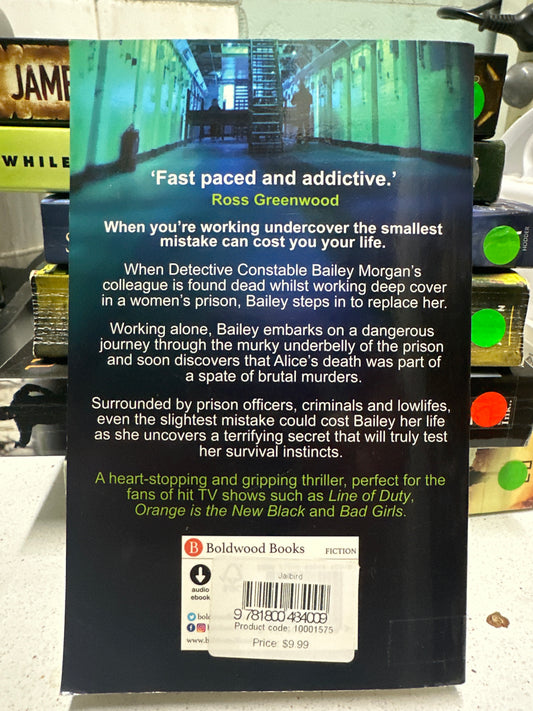 JAME
WHILE
'Fast paced and addictive.'
Ross Greenwood
When you're working undercover the smallest
mistake can cost you your life.
When Detective Constable Bailey Morgan's
colleague is found dead whilst working deep cover
in a women's prison, Bailey steps in to replace her.
Working alone, Bailey embarks on a dangerous
journey through the murky underbelly of the prison
and soon discovers that Alice's death was part of
a spate of brutal murders.
Surrounded by prison officers, criminals and lowlifes,
even the slightest mistake could cost Bailey her life
as she uncovers a terrifying secret that will truly test
her survival instincts.
A heart-stopping and gripping thriller, perfect for the
fans of hit TV shows such as Line of Duty,
Orange is the New Black and Bad Girls.
B Boldwood Books
FICTION
audio
ebook
Jailbird
9 781800 484009
Product code: 10001575
Price: $9.99
bold
www.b
HODDER